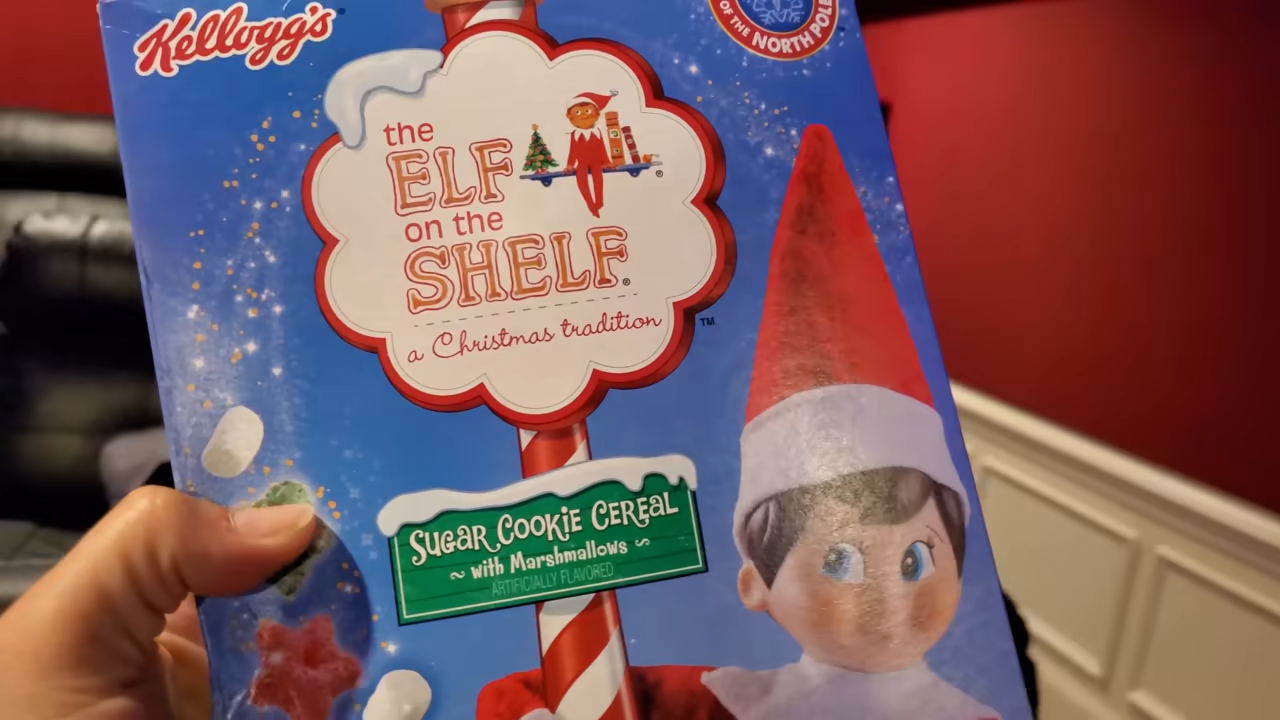 Kellogg's
OF THE NORTH POLE
the
ELF
on the
SHELF®
a Christmas tradition
TM
SUGAR COOKIE CEREAL
~ with Marshmallows ~
ARTIFICIALLY FLAVORED